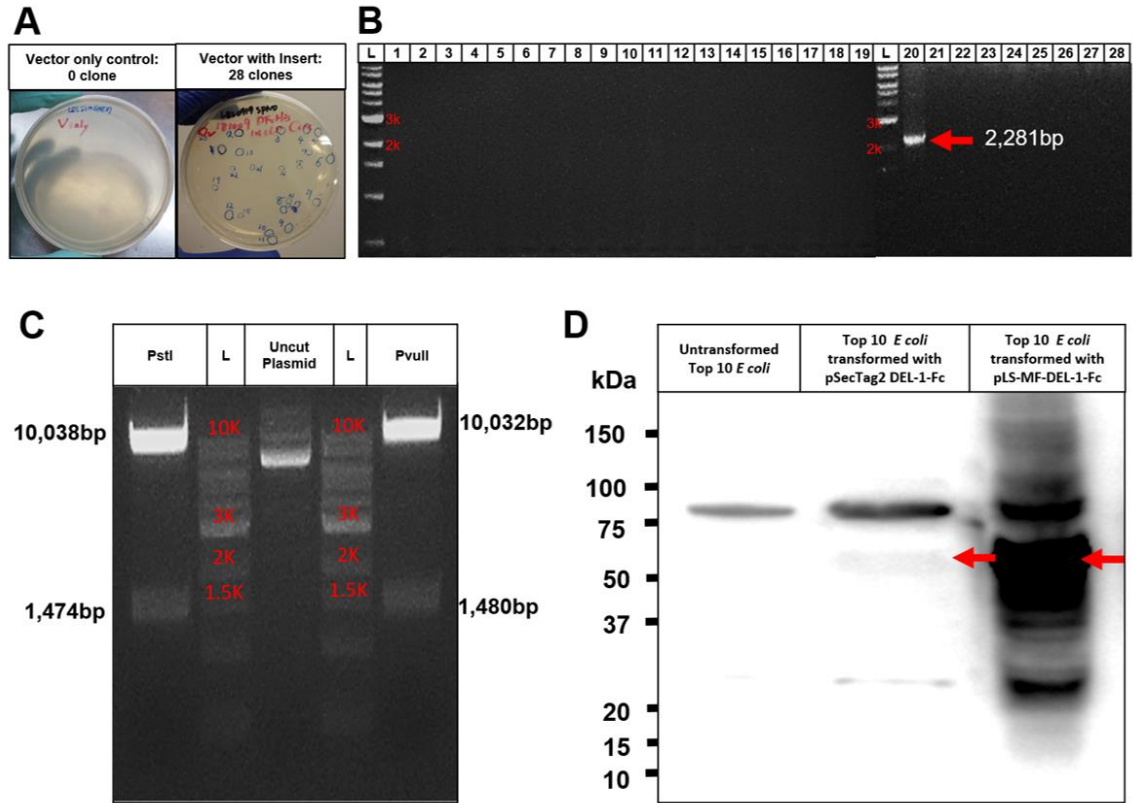 A
Vector only control:
0 clone
Vector with Insert:
28 clones
V only
B
L 1 2 3 4 5 6 7 8 9 10 11 12 13 14 15 16 17 18 19 L 20 21 22 23 24 25 26 27 28
3k
2k
3k
2k
2,281bp
C
PstI L Uncut Plasmid L PvuII
10,038bp
1,474bp
10K
3K
2K
1.5K
10K
3K
2K
1.5K
10,032bp
1,480bp
D
Untransformed
Top 10 E coli
Top 10 E coli
transformed with
pSecTag2 DEL-1-Fc
Top 10 E coli
transformed with
pLS-MF-DEL-1-Fc
kDa
150
100
75
50
37
20
15
10